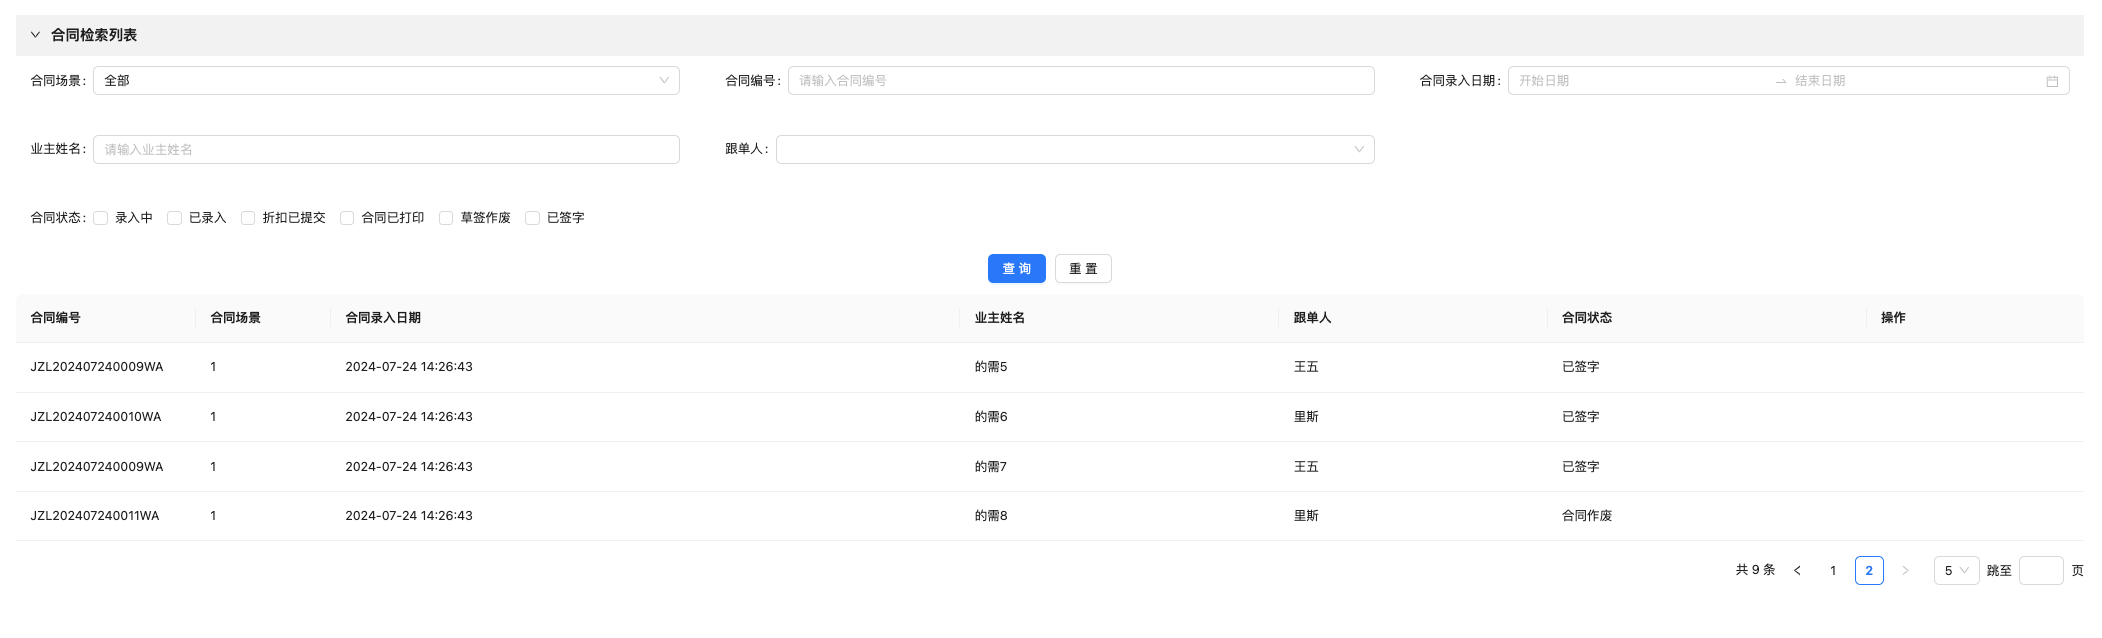 合同检索列表
合同场景: 全部 合同编号: 请输入合同编号 合同录入日期: 开始日期 → 结束日期
业主姓名: 请输入业主姓名 跟单人:
合同状态: 录入中 已录入 折扣已提交 合同已打印 草签作废 已签字
查 询 重 置
合同编号 合同场景 合同录入日期 业主姓名 跟单人 合同状态 操作
JZL202407240009WA 1 2024-07-24 14:26:43 的需5 王五 已签字
JZL202407240010WA 1 2024-07-24 14:26:43 的需6 里斯 已签字
JZL202407240009WA 1 2024-07-24 14:26:43 的需7 王五 已签字
JZL202407240011WA 1 2024-07-24 14:26:43 的需8 里斯 合同作废
共 9 条 < 1 2 > 5 跳至 页